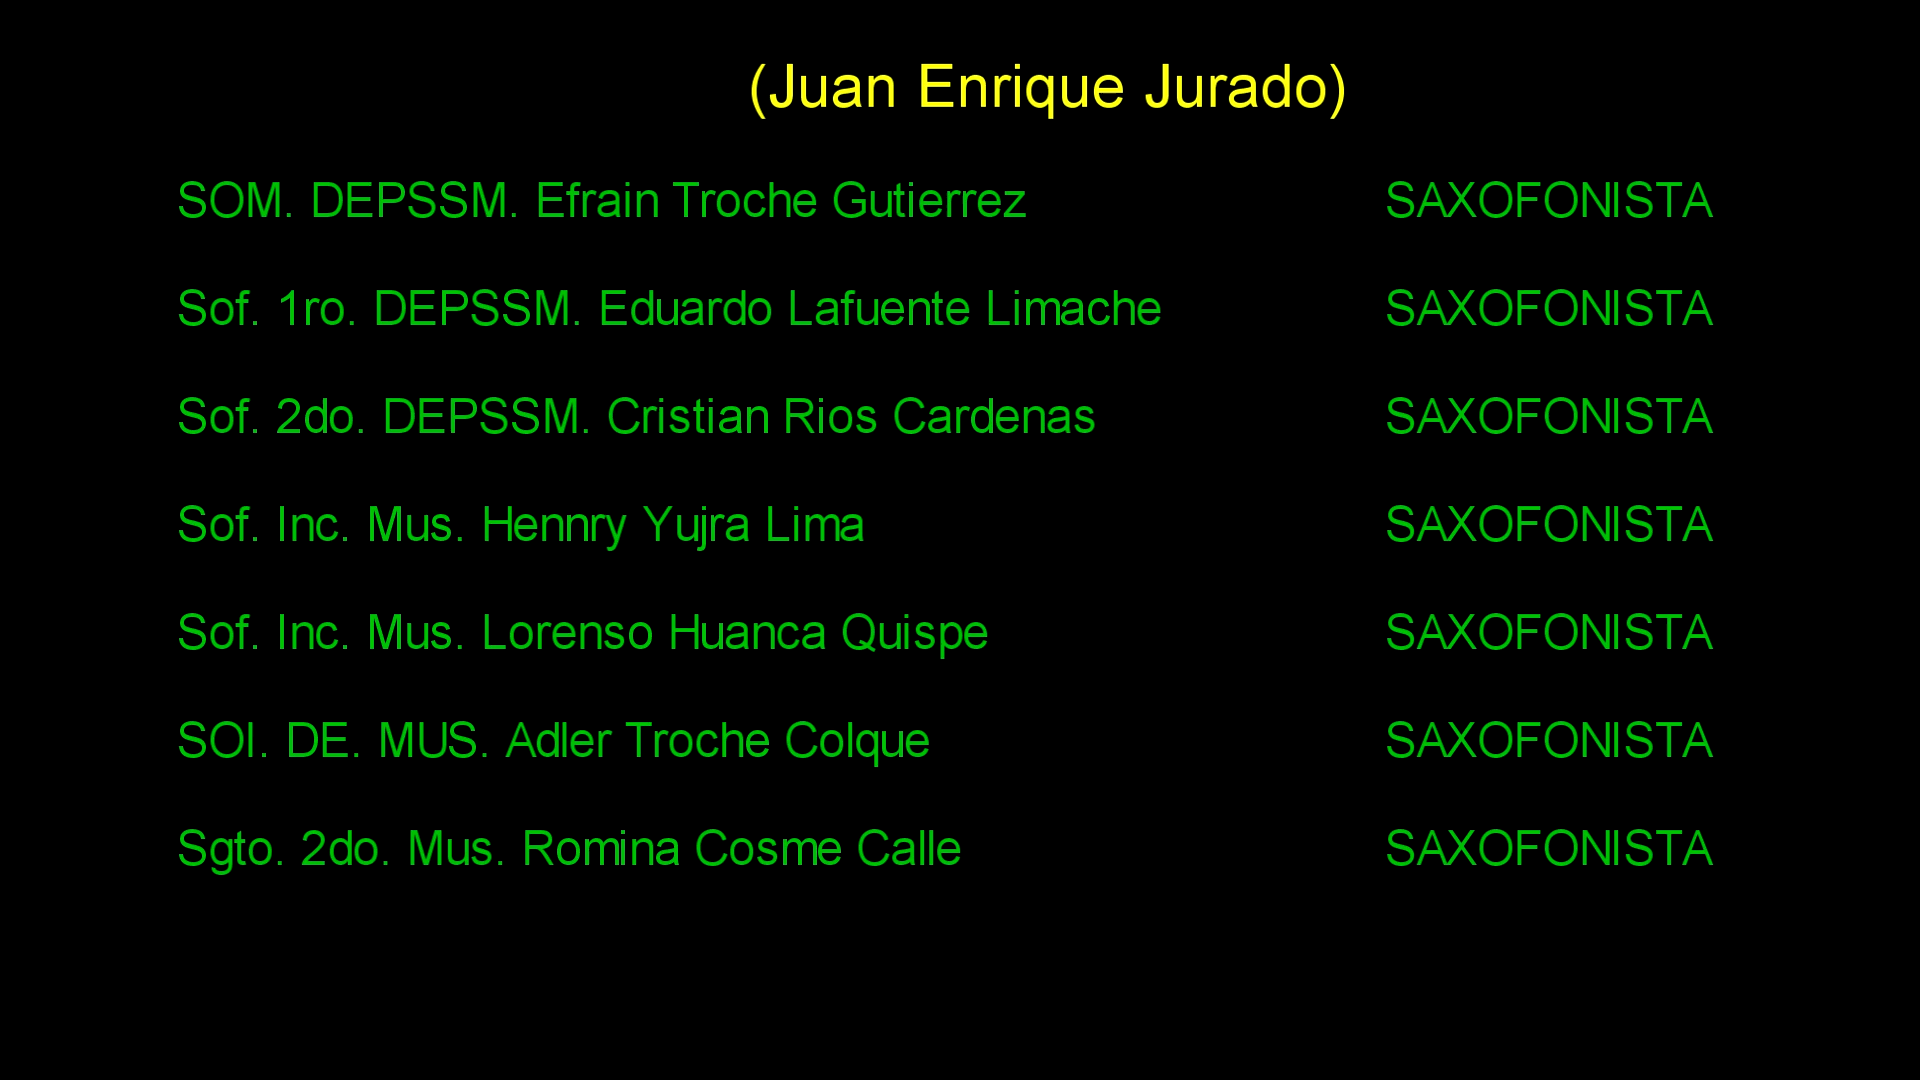 (Juan Enrique Jurado)
SOM. DEPSSM. Efrain Troche Gutierrez SAXOFONISTA
Sof. 1ro. DEPSSM. Eduardo Lafuente Limache SAXOFONISTA
Sof. 2do. DEPSSM. Cristian Rios Cardenas SAXOFONISTA
Sof. Inc. Mus. Hennry Yujra Lima SAXOFONISTA
Sof. Inc. Mus. Lorenso Huanca Quispe SAXOFONISTA
SOI. DE. MUS. Adler Troche Colque SAXOFONISTA
Sgto. 2do. Mus. Romina Cosme Calle SAXOFONISTA